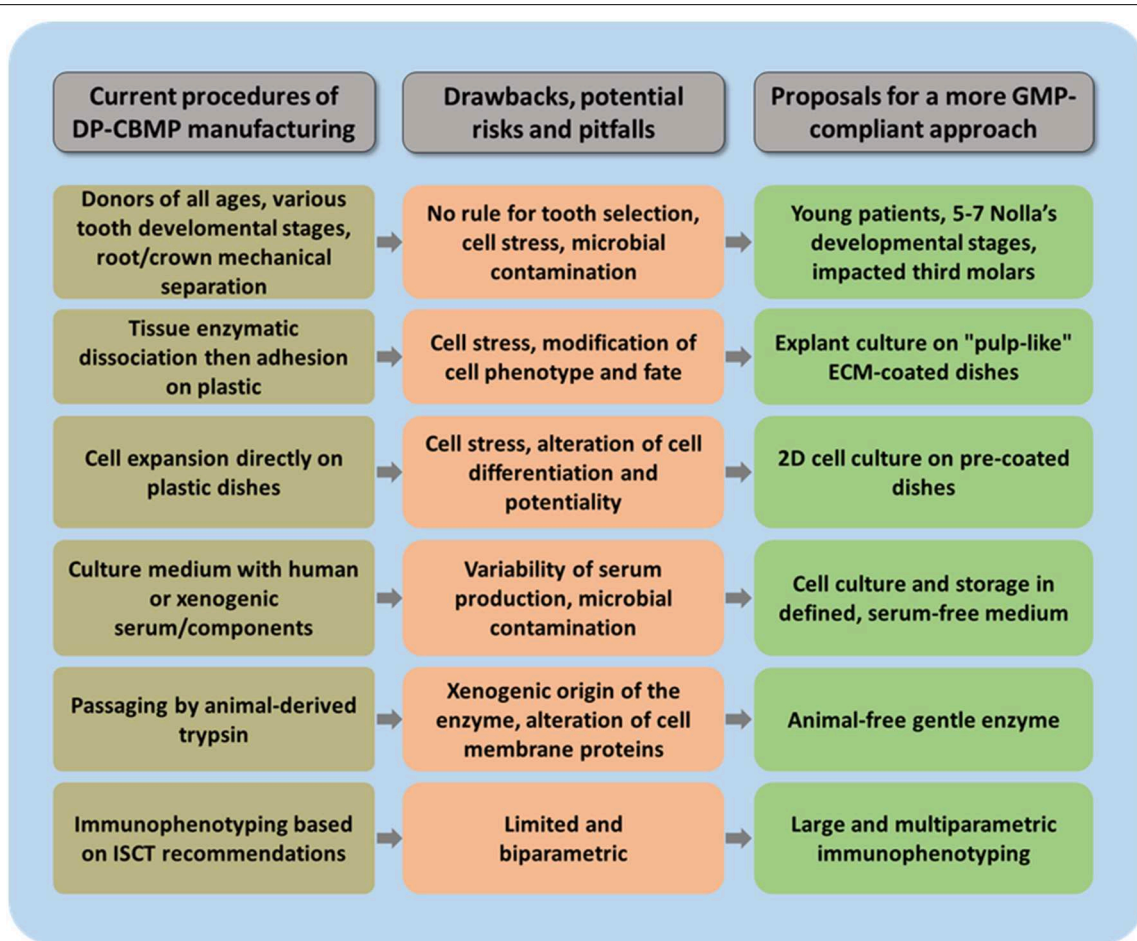 Current procedures of
DP-CBMP manufacturing
Drawbacks, potential
risks and pitfalls
Proposals for a more GMP-
compliant approach
Donors of all ages, various
tooth develomental stages,
root/crown mechanical
separation
No rule for tooth selection,
cell stress, microbial
contamination
Young patients, 5-7 Nolla's
developmental stages,
impacted third molars
Tissue enzymatic
dissociation then adhesion
on plastic
Cell stress, modification of
cell phenotype and fate
Explant culture on "pulp-like"
ECM-coated dishes
Cell expansion directly on
plastic dishes
Cell stress, alteration of cell
differentiation and
potentiality
2D cell culture on pre-coated
dishes
Culture medium with human
or xenogenic
serum/components
Variability of serum
production, microbial
contamination
Cell culture and storage in
defined, serum-free medium
Passaging by animal-derived
trypsin
Xenogenic origin of the
enzyme, alteration of cell
membrane proteins
Animal-free gentle enzyme
Immunophenotyping based
on ISCT recommendations
Limited and
biparametric
Large and multiparametric
immunophenotyping